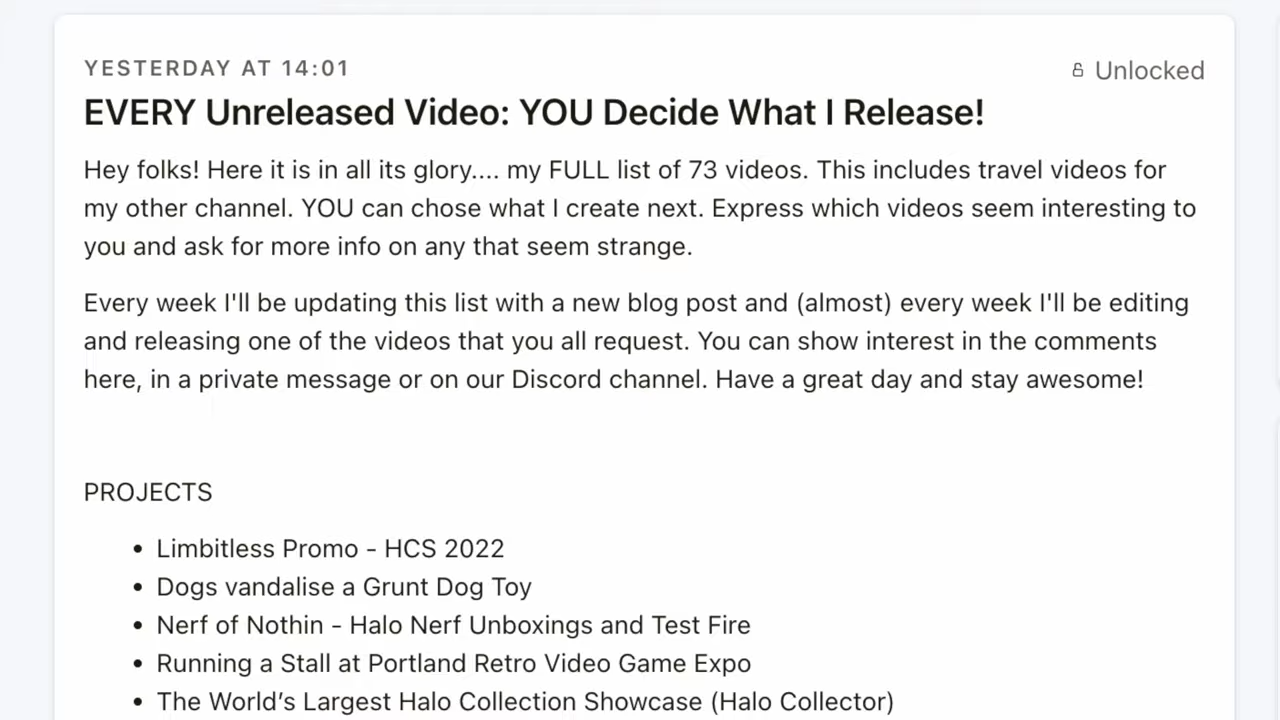 YESTERDAY AT 14:01
Unlocked
EVERY Unreleased Video: YOU Decide What I Release!
Hey folks! Here it is in all its glory.... my FULL list of 73 videos. This includes travel videos for
my other channel. YOU can chose what I create next. Express which videos seem interesting to
you and ask for more info on any that seem strange.
Every week I'll be updating this list with a new blog post and (almost) every week I'll be editing
and releasing one of the videos that you all request. You can show interest in the comments
here, in a private message or on our Discord channel. Have a great day and stay awesome!
PROJECTS
• Limbitless Promo - HCS 2022
• Dogs vandalise a Grunt Dog Toy
• Nerf of Nothin - Halo Nerf Unboxings and Test Fire
• Running a Stall at Portland Retro Video Game Expo
• The World’s Largest Halo Collection Showcase (Halo Collector)